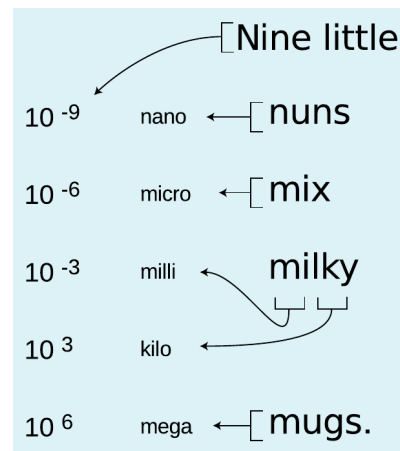 Nine little
10 -9 nano nuns
10 -6 micro mix
10 -3 milli milky
10 3 kilo
10 6 mega mugs.